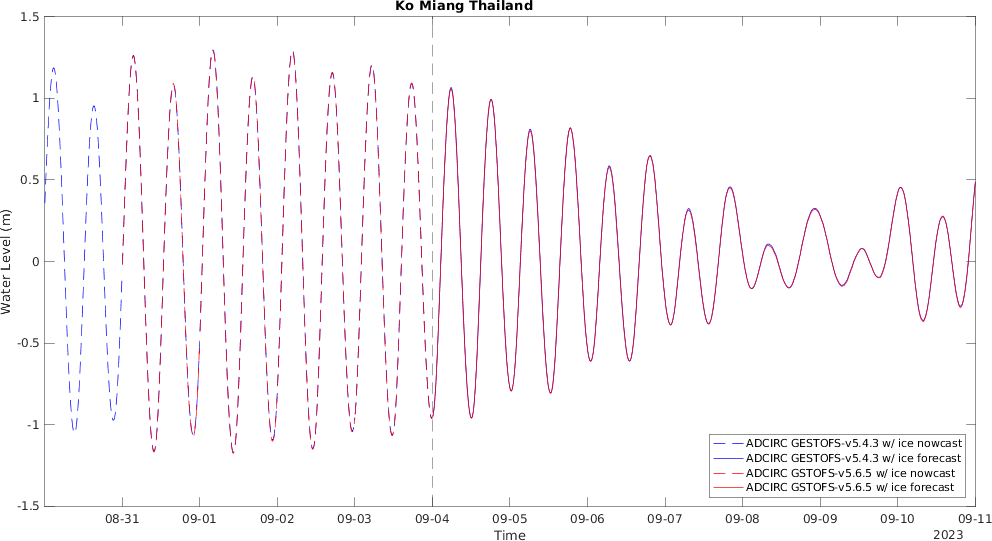 Ko Miang Thailand
1.5
1
0.5
0
-0.5
-1
-1.5
Water Level (m)
08-31 09-01 09-02 09-03 09-04 09-05 09-06 09-07 09-08 09-09 09-10 09-11
Time
2023
ADCIRC GESTOFS-v5.4.3 w/ ice nowcast
ADCIRC GESTOFS-v5.4.3 w/ ice forecast
ADCIRC GSTOFS-v5.6.5 w/ ice nowcast
ADCIRC GSTOFS-v5.6.5 w/ ice forecast